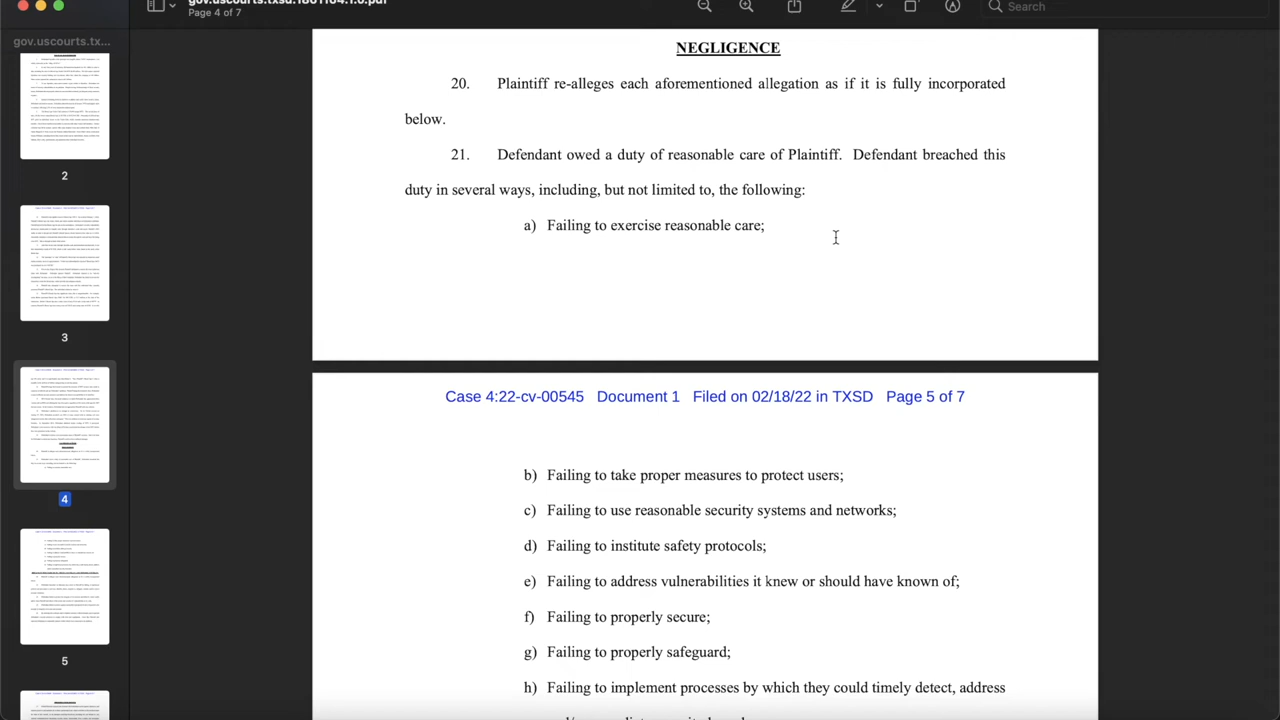 gov.uscourts.txsd.1861184.1.0.pdf
Page 4 of 7
Search
gov.uscourts.tx...
2
3
4
5
NEGLIGENCE
20. Plaintiff re-alleges each aforementioned allegation as if it is fully incorporated
below.
21. Defendant owed a duty of reasonable care of Plaintiff. Defendant breached this
duty in several ways, including, but not limited to, the following:
a) Failing to exercise reasonable care;
Case 4:22-cv-00545 Document 1 Filed on 02/18/22 in TXSD Page 5 of 7
b) Failing to take proper measures to protect users;
c) Failing to use reasonable security systems and networks;
d) Failing to institute safety protocols;
e) Failing to address vulnerabilities it knew or should have known of;
f) Failing to properly secure;
g) Failing to properly safeguard;
h) Failing to implement processes by which they could timely detect, address